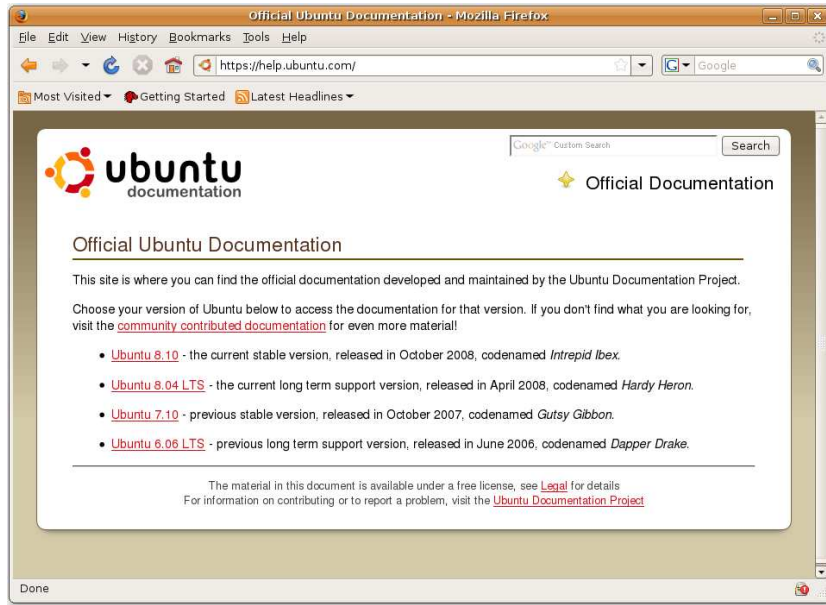 Official Ubuntu Documentation - Mozilla Firefox
File Edit View History Bookmarks Tools Help
https://help.ubuntu.com/
G Google
Most Visited Getting Started Latest Headlines
Google™ Custom Search Search
ubuntu
documentation
Official Documentation
Official Ubuntu Documentation
This site is where you can find the official documentation developed and maintained by the Ubuntu Documentation Project.
Choose your version of Ubuntu below to access the documentation for that version. If you don't find what you are looking for,
visit the community contributed documentation for even more material!
• Ubuntu 8.10 - the current stable version, released in October 2008, codenamed Intrepid Ibex.
• Ubuntu 8.04 LTS - the current long term support version, released in April 2008, codenamed Hardy Heron.
• Ubuntu 7.10 - previous stable version, released in October 2007, codenamed Gutsy Gibbon.
• Ubuntu 6.06 LTS - previous long term support version, released in June 2006, codenamed Dapper Drake.
The material in this document is available under a free license, see Legal for details
For information on contributing or to report a problem, visit the Ubuntu Documentation Project
Done